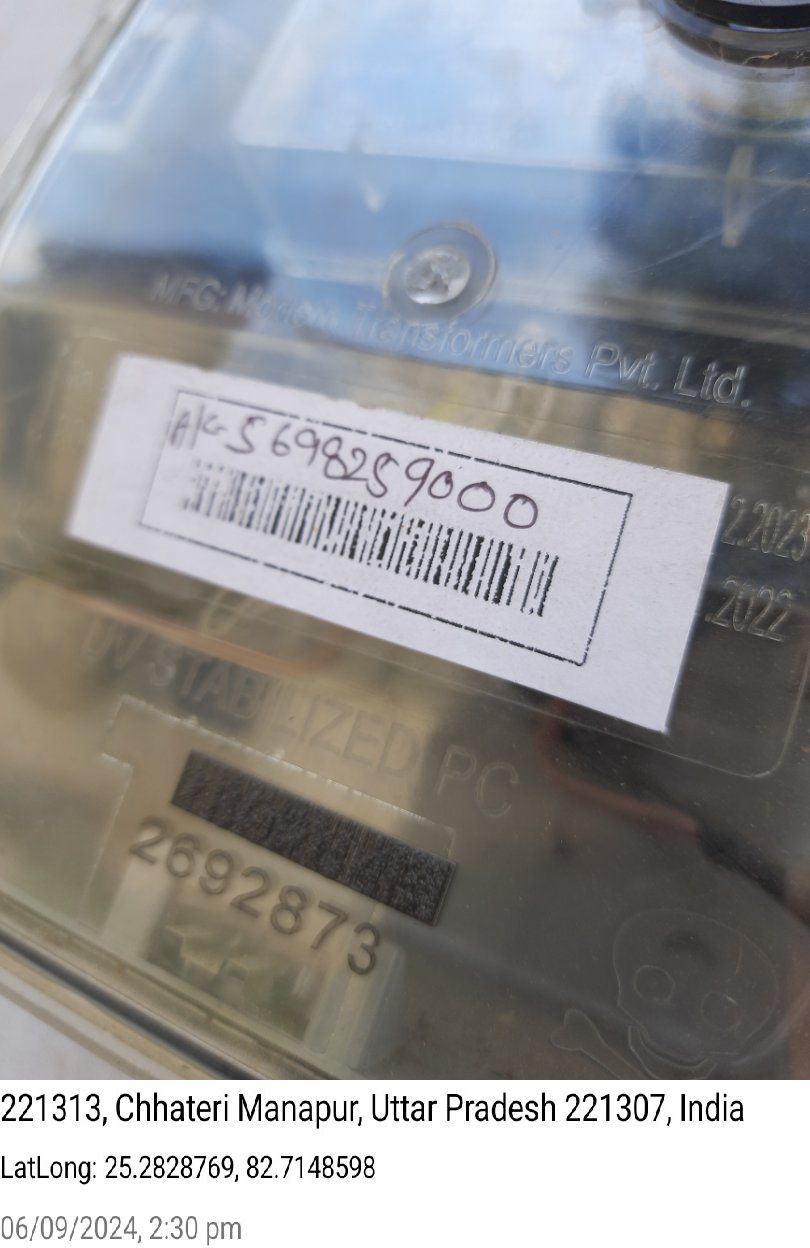 MFG: Modern Transformers Pvt. Ltd.
A/C 5698259000
2.2023
.2022
UV STABILIZED PC
2692873
221313, Chhateri Manapur, Uttar Pradesh 221307, India
LatLong: 25.2828769, 82.7148598
06/09/2024, 2:30 pm